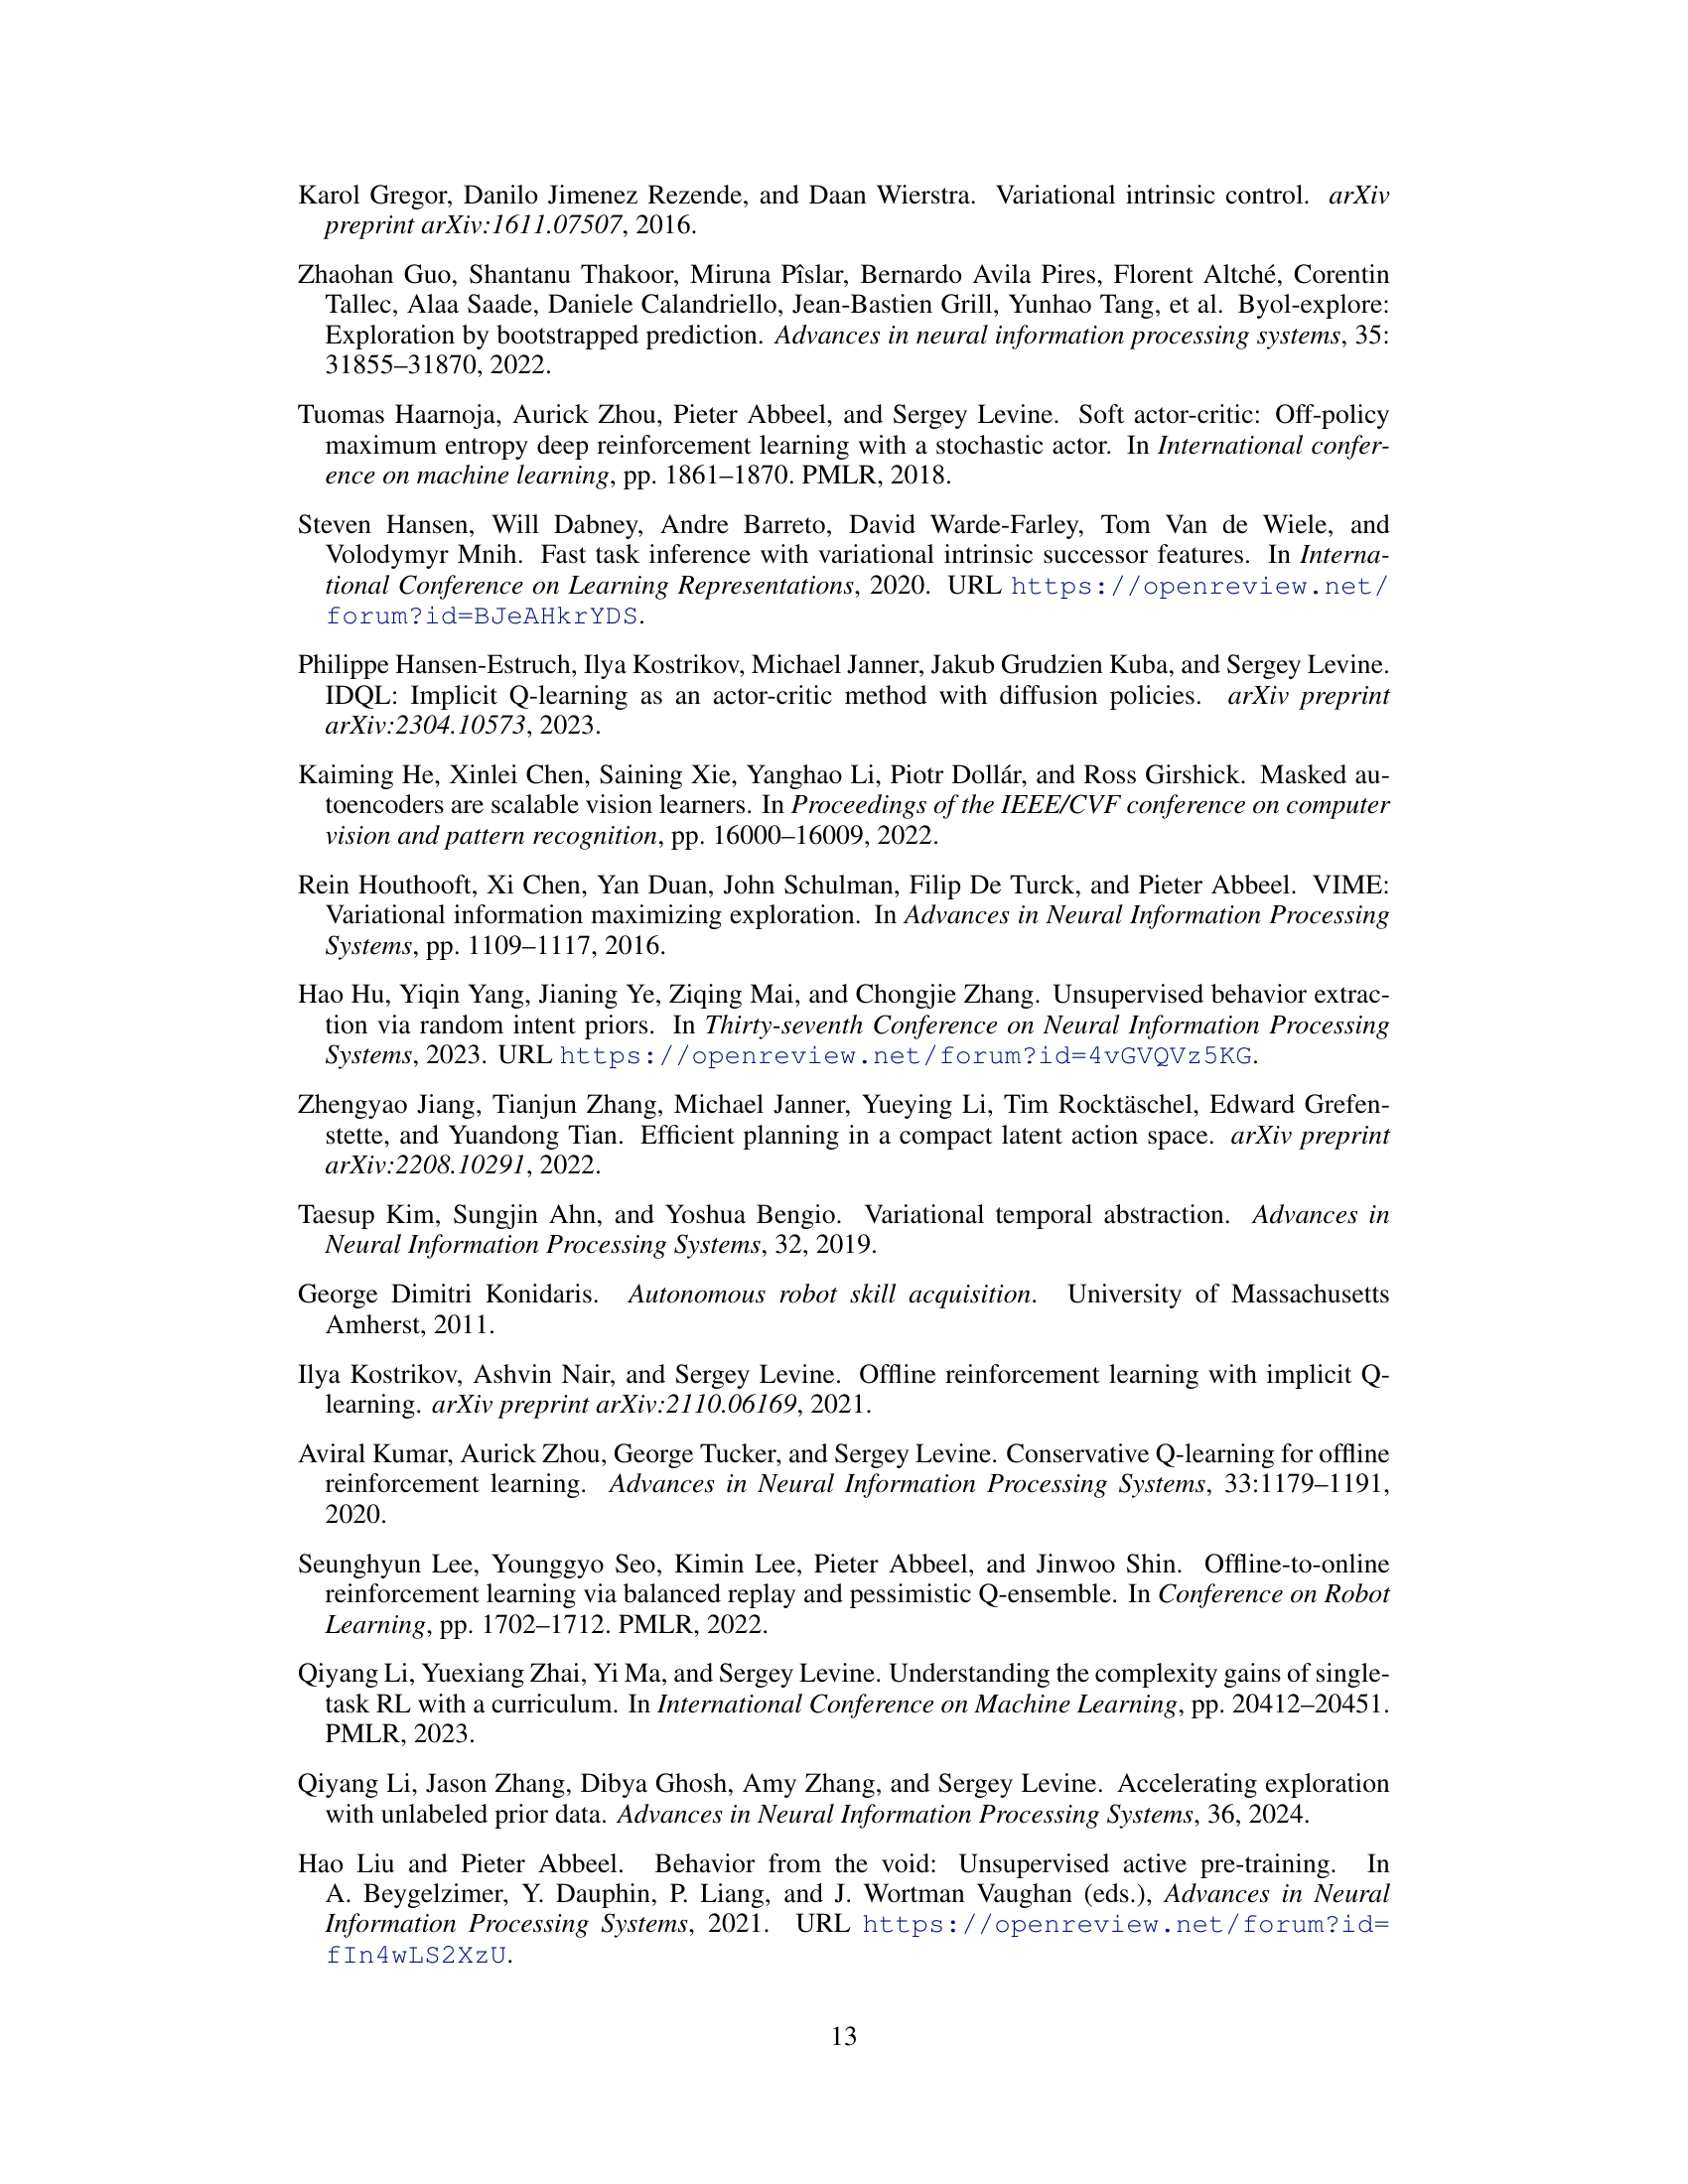 Karol Gregor, Danilo Jimenez Rezende, and Daan Wierstra. Variational intrinsic control. arXiv
preprint arXiv:1611.07507, 2016.
Zhaohan Guo, Shantanu Thakoor, Miruna Pîslar, Bernardo Avila Pires, Florent Altché, Corentin
Tallec, Alaa Saade, Daniele Calandriello, Jean-Bastien Grill, Yunhao Tang, et al. Byol-explore:
Exploration by bootstrapped prediction. Advances in neural information processing systems, 35:
31855–31870, 2022.
Tuomas Haarnoja, Aurick Zhou, Pieter Abbeel, and Sergey Levine. Soft actor-critic: Off-policy
maximum entropy deep reinforcement learning with a stochastic actor. In International confer-
ence on machine learning, pp. 1861–1870. PMLR, 2018.
Steven Hansen, Will Dabney, Andre Barreto, David Warde-Farley, Tom Van de Wiele, and
Volodymyr Mnih. Fast task inference with variational intrinsic successor features. In Interna-
tional Conference on Learning Representations, 2020. URL https://openreview.net/
forum?id=BJeAHkrYDS.
Philippe Hansen-Estruch, Ilya Kostrikov, Michael Janner, Jakub Grudzien Kuba, and Sergey Levine.
IDQL: Implicit Q-learning as an actor-critic method with diffusion policies. arXiv preprint
arXiv:2304.10573, 2023.
Kaiming He, Xinlei Chen, Saining Xie, Yanghao Li, Piotr Dollár, and Ross Girshick. Masked au-
toencoders are scalable vision learners. In Proceedings of the IEEE/CVF conference on computer
vision and pattern recognition, pp. 16000–16009, 2022.
Rein Houthooft, Xi Chen, Yan Duan, John Schulman, Filip De Turck, and Pieter Abbeel. VIME:
Variational information maximizing exploration. In Advances in Neural Information Processing
Systems, pp. 1109–1117, 2016.
Hao Hu, Yiqin Yang, Jianing Ye, Ziqing Mai, and Chongjie Zhang. Unsupervised behavior extrac-
tion via random intent priors. In Thirty-seventh Conference on Neural Information Processing
Systems, 2023. URL https://openreview.net/forum?id=4vGVQVz5KG.
Zhengyao Jiang, Tianjun Zhang, Michael Janner, Yueying Li, Tim Rocktäschel, Edward Grefen-
stette, and Yuandong Tian. Efficient planning in a compact latent action space. arXiv preprint
arXiv:2208.10291, 2022.
Taesup Kim, Sungjin Ahn, and Yoshua Bengio. Variational temporal abstraction. Advances in
Neural Information Processing Systems, 32, 2019.
George Dimitri Konidaris. Autonomous robot skill acquisition. University of Massachusetts
Amherst, 2011.
Ilya Kostrikov, Ashvin Nair, and Sergey Levine. Offline reinforcement learning with implicit Q-
learning. arXiv preprint arXiv:2110.06169, 2021.
Aviral Kumar, Aurick Zhou, George Tucker, and Sergey Levine. Conservative Q-learning for offline
reinforcement learning. Advances in Neural Information Processing Systems, 33:1179–1191,
2020.
Seunghyun Lee, Younggyo Seo, Kimin Lee, Pieter Abbeel, and Jinwoo Shin. Offline-to-online
reinforcement learning via balanced replay and pessimistic Q-ensemble. In Conference on Robot
Learning, pp. 1702–1712. PMLR, 2022.
Qiyang Li, Yuexiang Zhai, Yi Ma, and Sergey Levine. Understanding the complexity gains of single-
task RL with a curriculum. In International Conference on Machine Learning, pp. 20412–20451.
PMLR, 2023.
Qiyang Li, Jason Zhang, Dibya Ghosh, Amy Zhang, and Sergey Levine. Accelerating exploration
with unlabeled prior data. Advances in Neural Information Processing Systems, 36, 2024.
Hao Liu and Pieter Abbeel. Behavior from the void: Unsupervised active pre-training. In
A. Beygelzimer, Y. Dauphin, P. Liang, and J. Wortman Vaughan (eds.), Advances in Neural
Information Processing Systems, 2021. URL https://openreview.net/forum?id=
fIn4wLS2XzU.
13